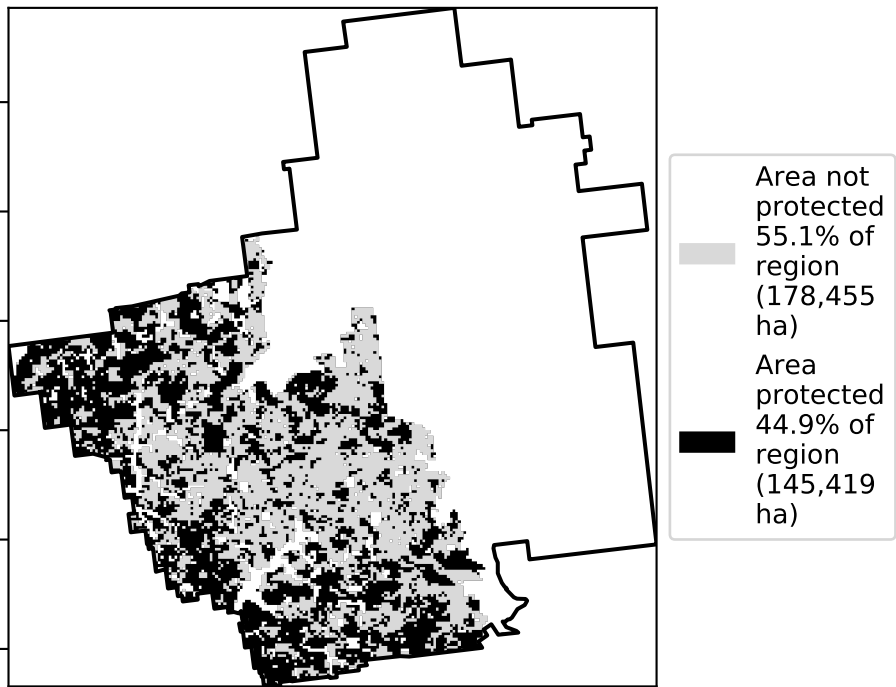 Area not
protected
55.1% of
region
(178,455
ha)
Area
protected
44.9% of
region
(145,419
ha)